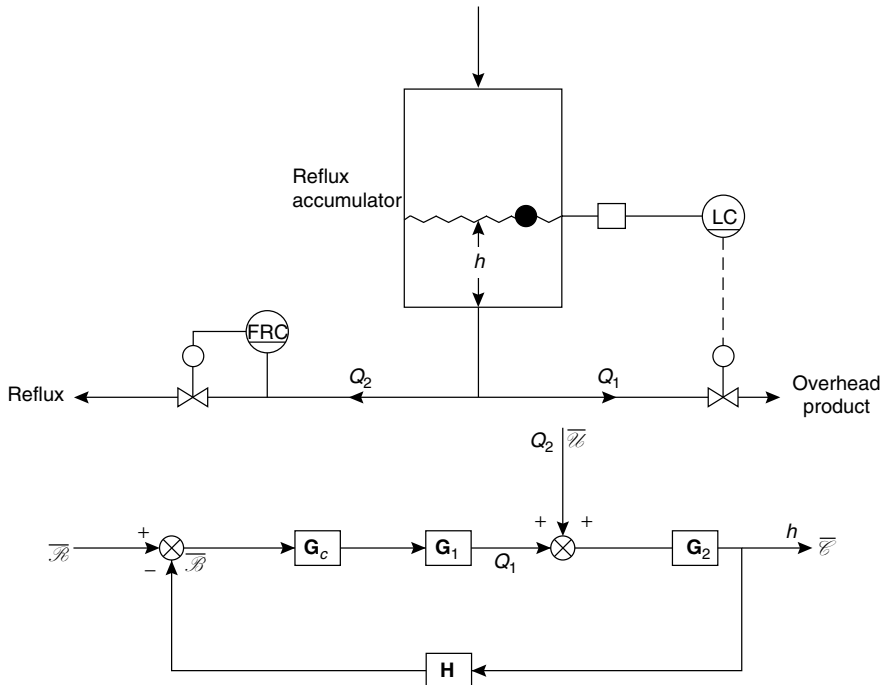 Reflux
accumulator
LC
h
FRC
Reflux
Q2
Q1
Overhead
product
Q2 𝒰̅
+ +
ℛ̅
+
−
ℬ̅
Gc
G1
Q1
G2
h
𝒞̅
H